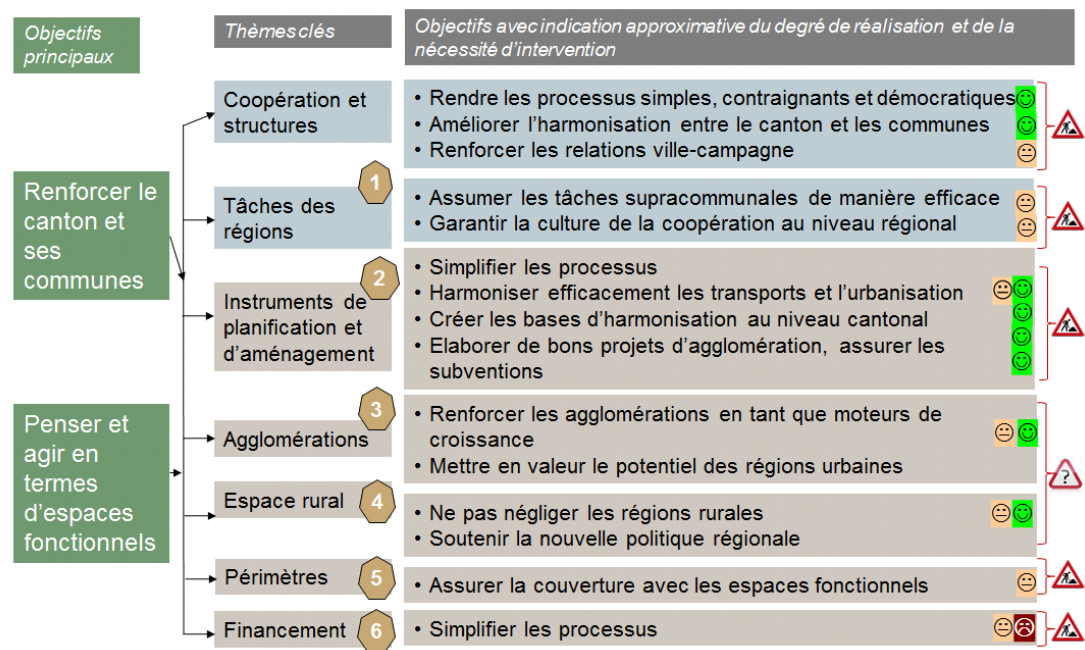 Objectifs
principaux
Thèmes clés
Objectifs avec indication approximative du degré de réalisation et de la
nécessité d'intervention
Renforcer le
canton et
ses
communes
Penser et
agir en
termes
d'espaces
fonctionnels
Coopération et
structures
• Rendre les processus simples, contraignants et démocratiques
• Améliorer l'harmonisation entre le canton et les communes
• Renforcer les relations ville-campagne
1
Tâches des
régions
• Assumer les tâches supracommunales de manière efficace
• Garantir la culture de la coopération au niveau régional
2
Instruments de
planification et
d'aménagement
• Simplifier les processus
• Harmoniser efficacement les transports et l'urbanisation
• Créer les bases d'harmonisation au niveau cantonal
• Elaborer de bons projets d'agglomération, assurer les
subventions
3
Agglomérations
• Renforcer les agglomérations en tant que moteurs de
croissance
• Mettre en valeur le potentiel des régions urbaines
?
Espace rural
4
• Ne pas négliger les régions rurales
• Soutenir la nouvelle politique régionale
Périmètres
5
• Assurer la couverture avec les espaces fonctionnels
Financement
6
• Simplifier les processus